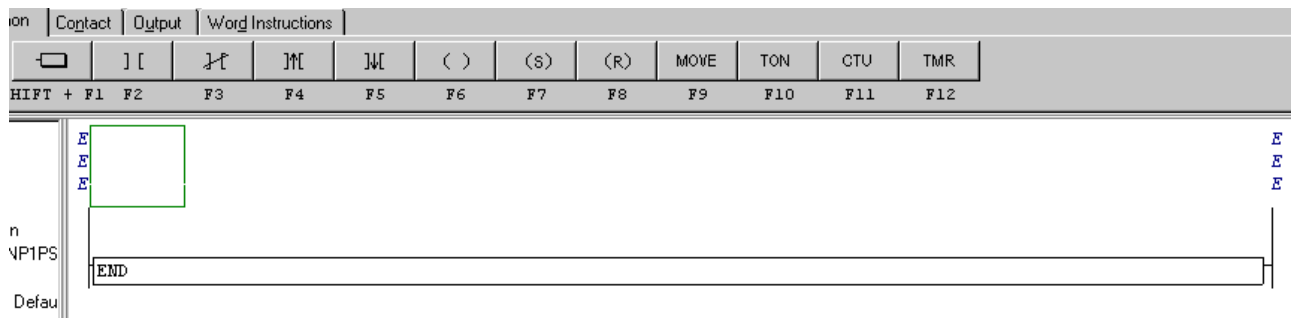 on Contact Output Word Instructions
] [ ]/[ ]↑[ ]↓[ ( ) (S) (R) MOVE TON CTU TMR
HIFT + F1 F2 F3 F4 F5 F6 F7 F8 F9 F10 F11 F12
E E
E E
E E
n
NP1PS
END
Defau